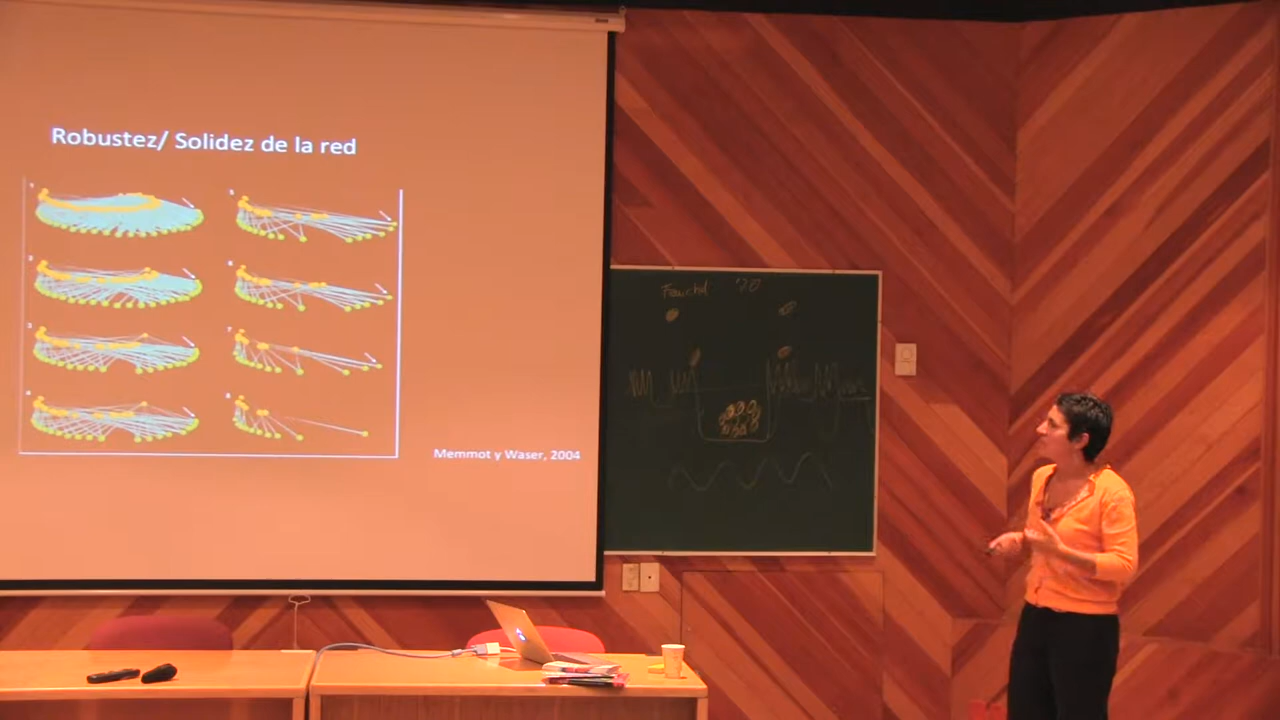 Robustez/ Solidez de la red
Memmot y Waser, 2004